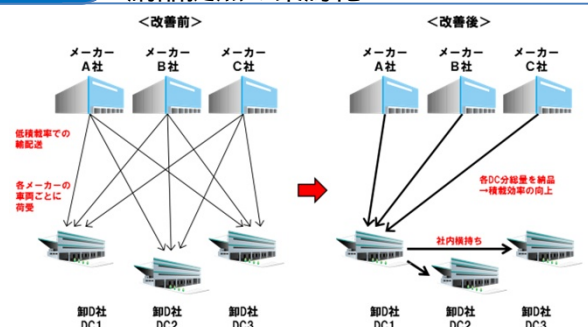 ＜改善前＞
＜改善後＞
メーカー
A社
メーカー
B社
メーカー
C社
メーカー
A社
メーカー
B社
メーカー
C社
低積載率での
輸配送
各メーカーの
車両ごとに
荷受
各DC分総量を納品
→積載効率の向上
社内横持ち
卸D社
DC1
卸D社
DC2
卸D社
DC3
卸D社
DC1
卸D社
DC2
卸D社
DC3